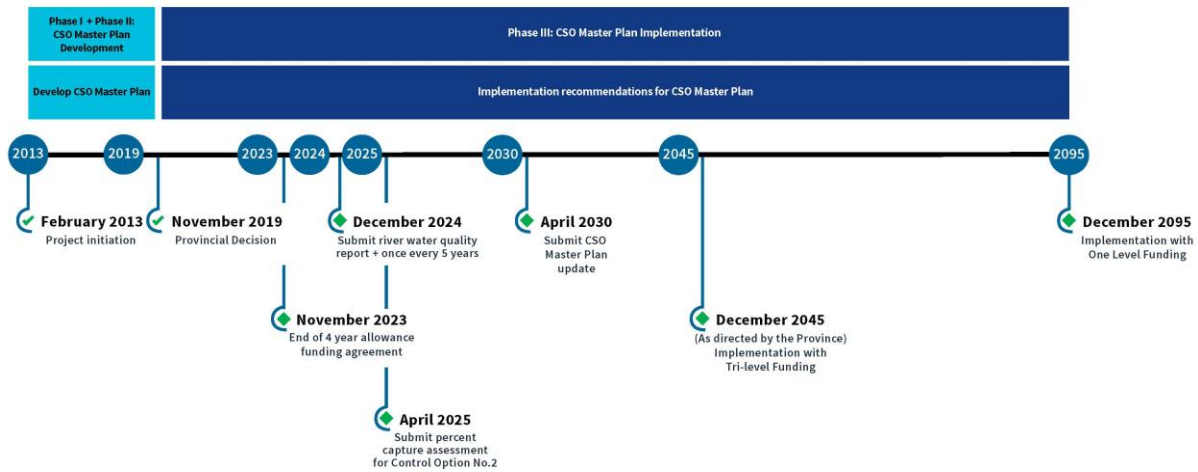 Phase I + Phase II:
CSO Master Plan
Development
Phase III: CSO Master Plan Implementation
Develop CSO Master Plan
Implementation recommendations for CSO Master Plan
2013
2019
2023
2024
2025
2030
2045
2095
February 2013
Project initiation
November 2019
Provincial Decision
December 2024
Submit river water quality
report + once every 5 years
April 2030
Submit CSO
Master Plan
update
December 2095
Implementation with
One Level Funding
November 2023
End of 4 year allowance
funding agreement
December 2045
(As directed by the Province)
Implementation with
Tri-level Funding
April 2025
Submit percent
capture assessment
for Control Option No.2